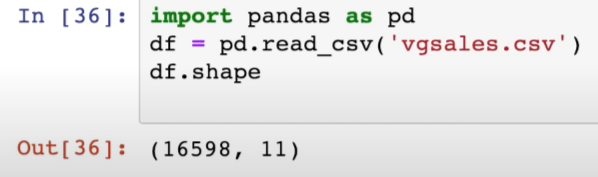 In [36]: import pandas as pd
df = pd.read_csv('vgsales.csv')
df.shape
Out[36]: (16598, 11)